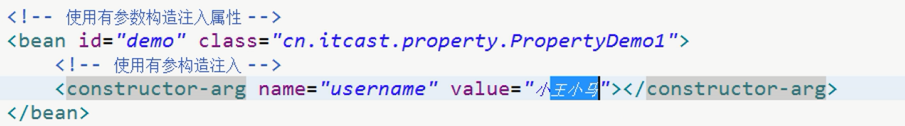 <!-- 使用有参数构造注入属性 -->
<bean id="demo" class="cn.itcast.property.PropertyDemo1">
<!-- 使用有参构造注入 -->
<constructor-arg name="username" value="小王小马"></constructor-arg>
</bean>